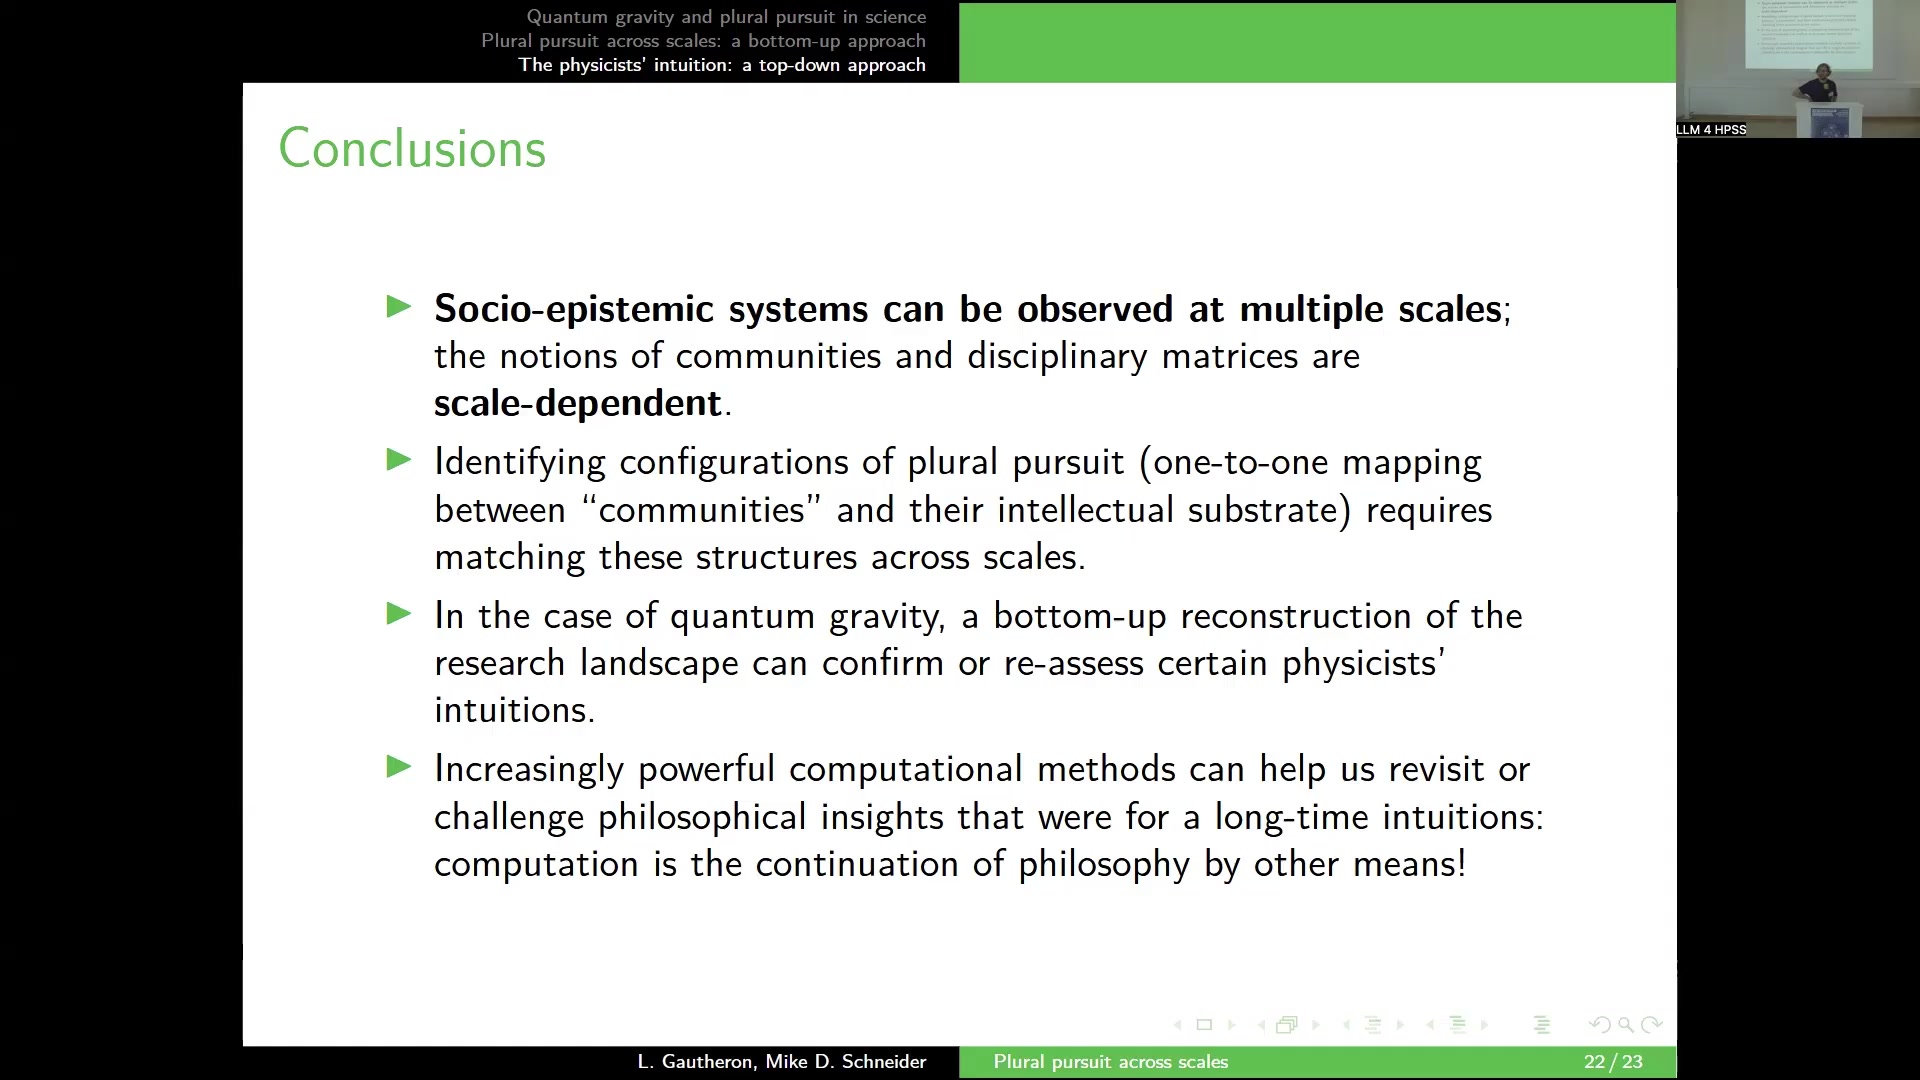 Quantum gravity and plural pursuit in science
Plural pursuit across scales: a bottom-up approach
The physicists' intuition: a top-down approach
LLM 4 HPSS
Conclusions
Socio-epistemic systems can be observed at multiple scales;
the notions of communities and disciplinary matrices are
scale-dependent.
Identifying configurations of plural pursuit (one-to-one mapping
between “communities” and their intellectual substrate) requires
matching these structures across scales.
In the case of quantum gravity, a bottom-up reconstruction of the
research landscape can confirm or re-assess certain physicists'
intuitions.
Increasingly powerful computational methods can help us revisit or
challenge philosophical insights that were for a long-time intuitions:
computation is the continuation of philosophy by other means!
L. Gautheron, Mike D. Schneider
Plural pursuit across scales
22 / 23